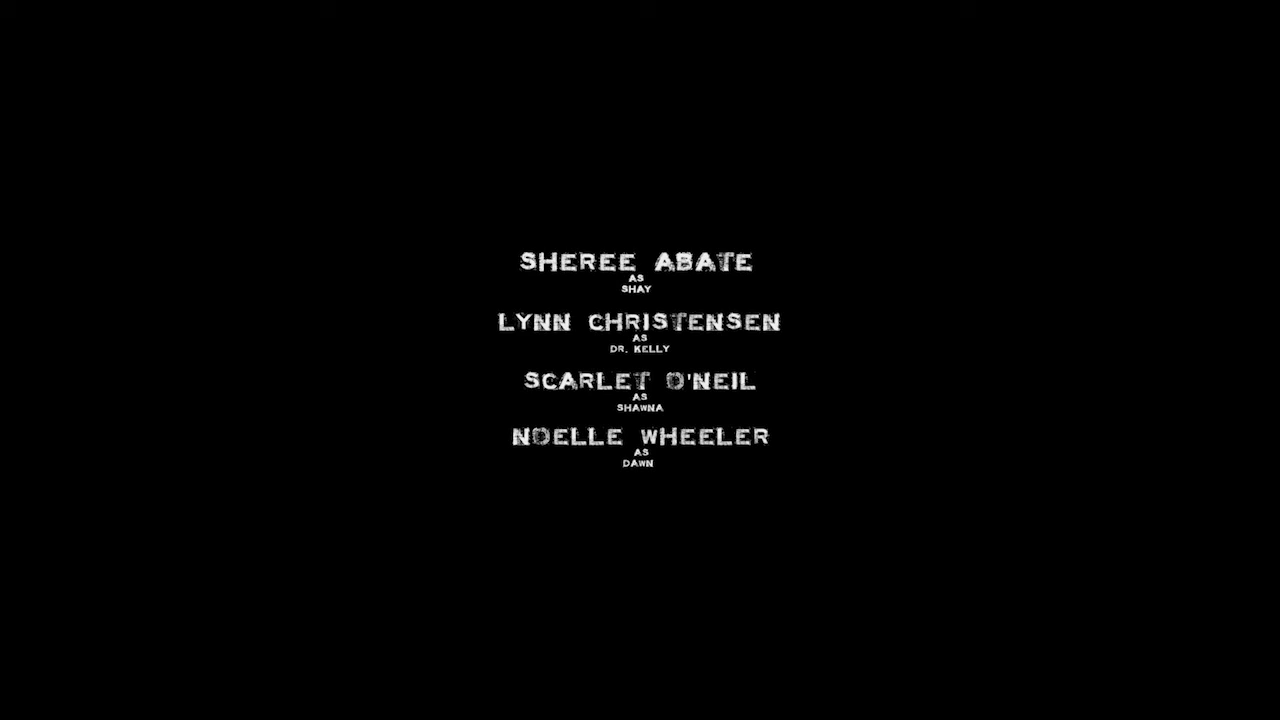 SHEREE ABATE
AS
SHAY
LYNN CHRISTENSEN
AS
DR. KELLY
SCARLET O'NEIL
AS
SHAWNA
NOELLE WHEELER
AS
DAWN